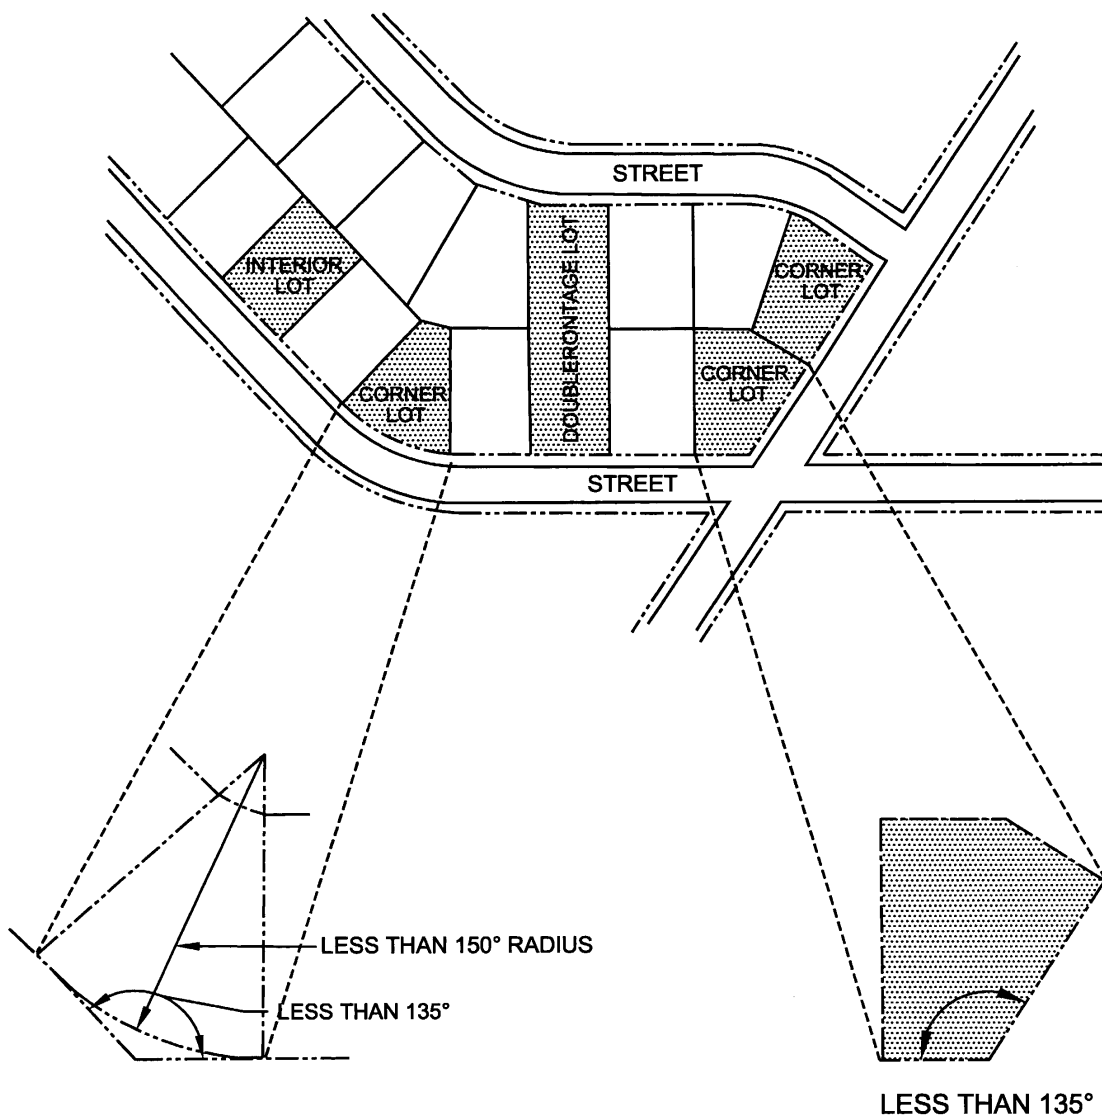 STREET
INTERIOR
LOT
DOUBLERONTAGE LOT
CORNER
LOT
CORNER
LOT
CORNER
LOT
STREET
LESS THAN 150° RADIUS
LESS THAN 135°
LESS THAN 135°